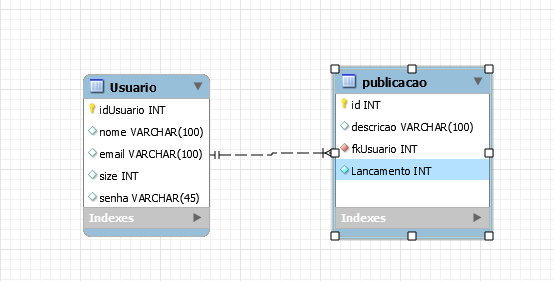 Usuario
idUsuario INT
nome VARCHAR(100)
email VARCHAR(100)
size INT
senha VARCHAR(45)
Indexes
publicacao
id INT
descricao VARCHAR(100)
fkUsuario INT
Lancamento INT
Indexes